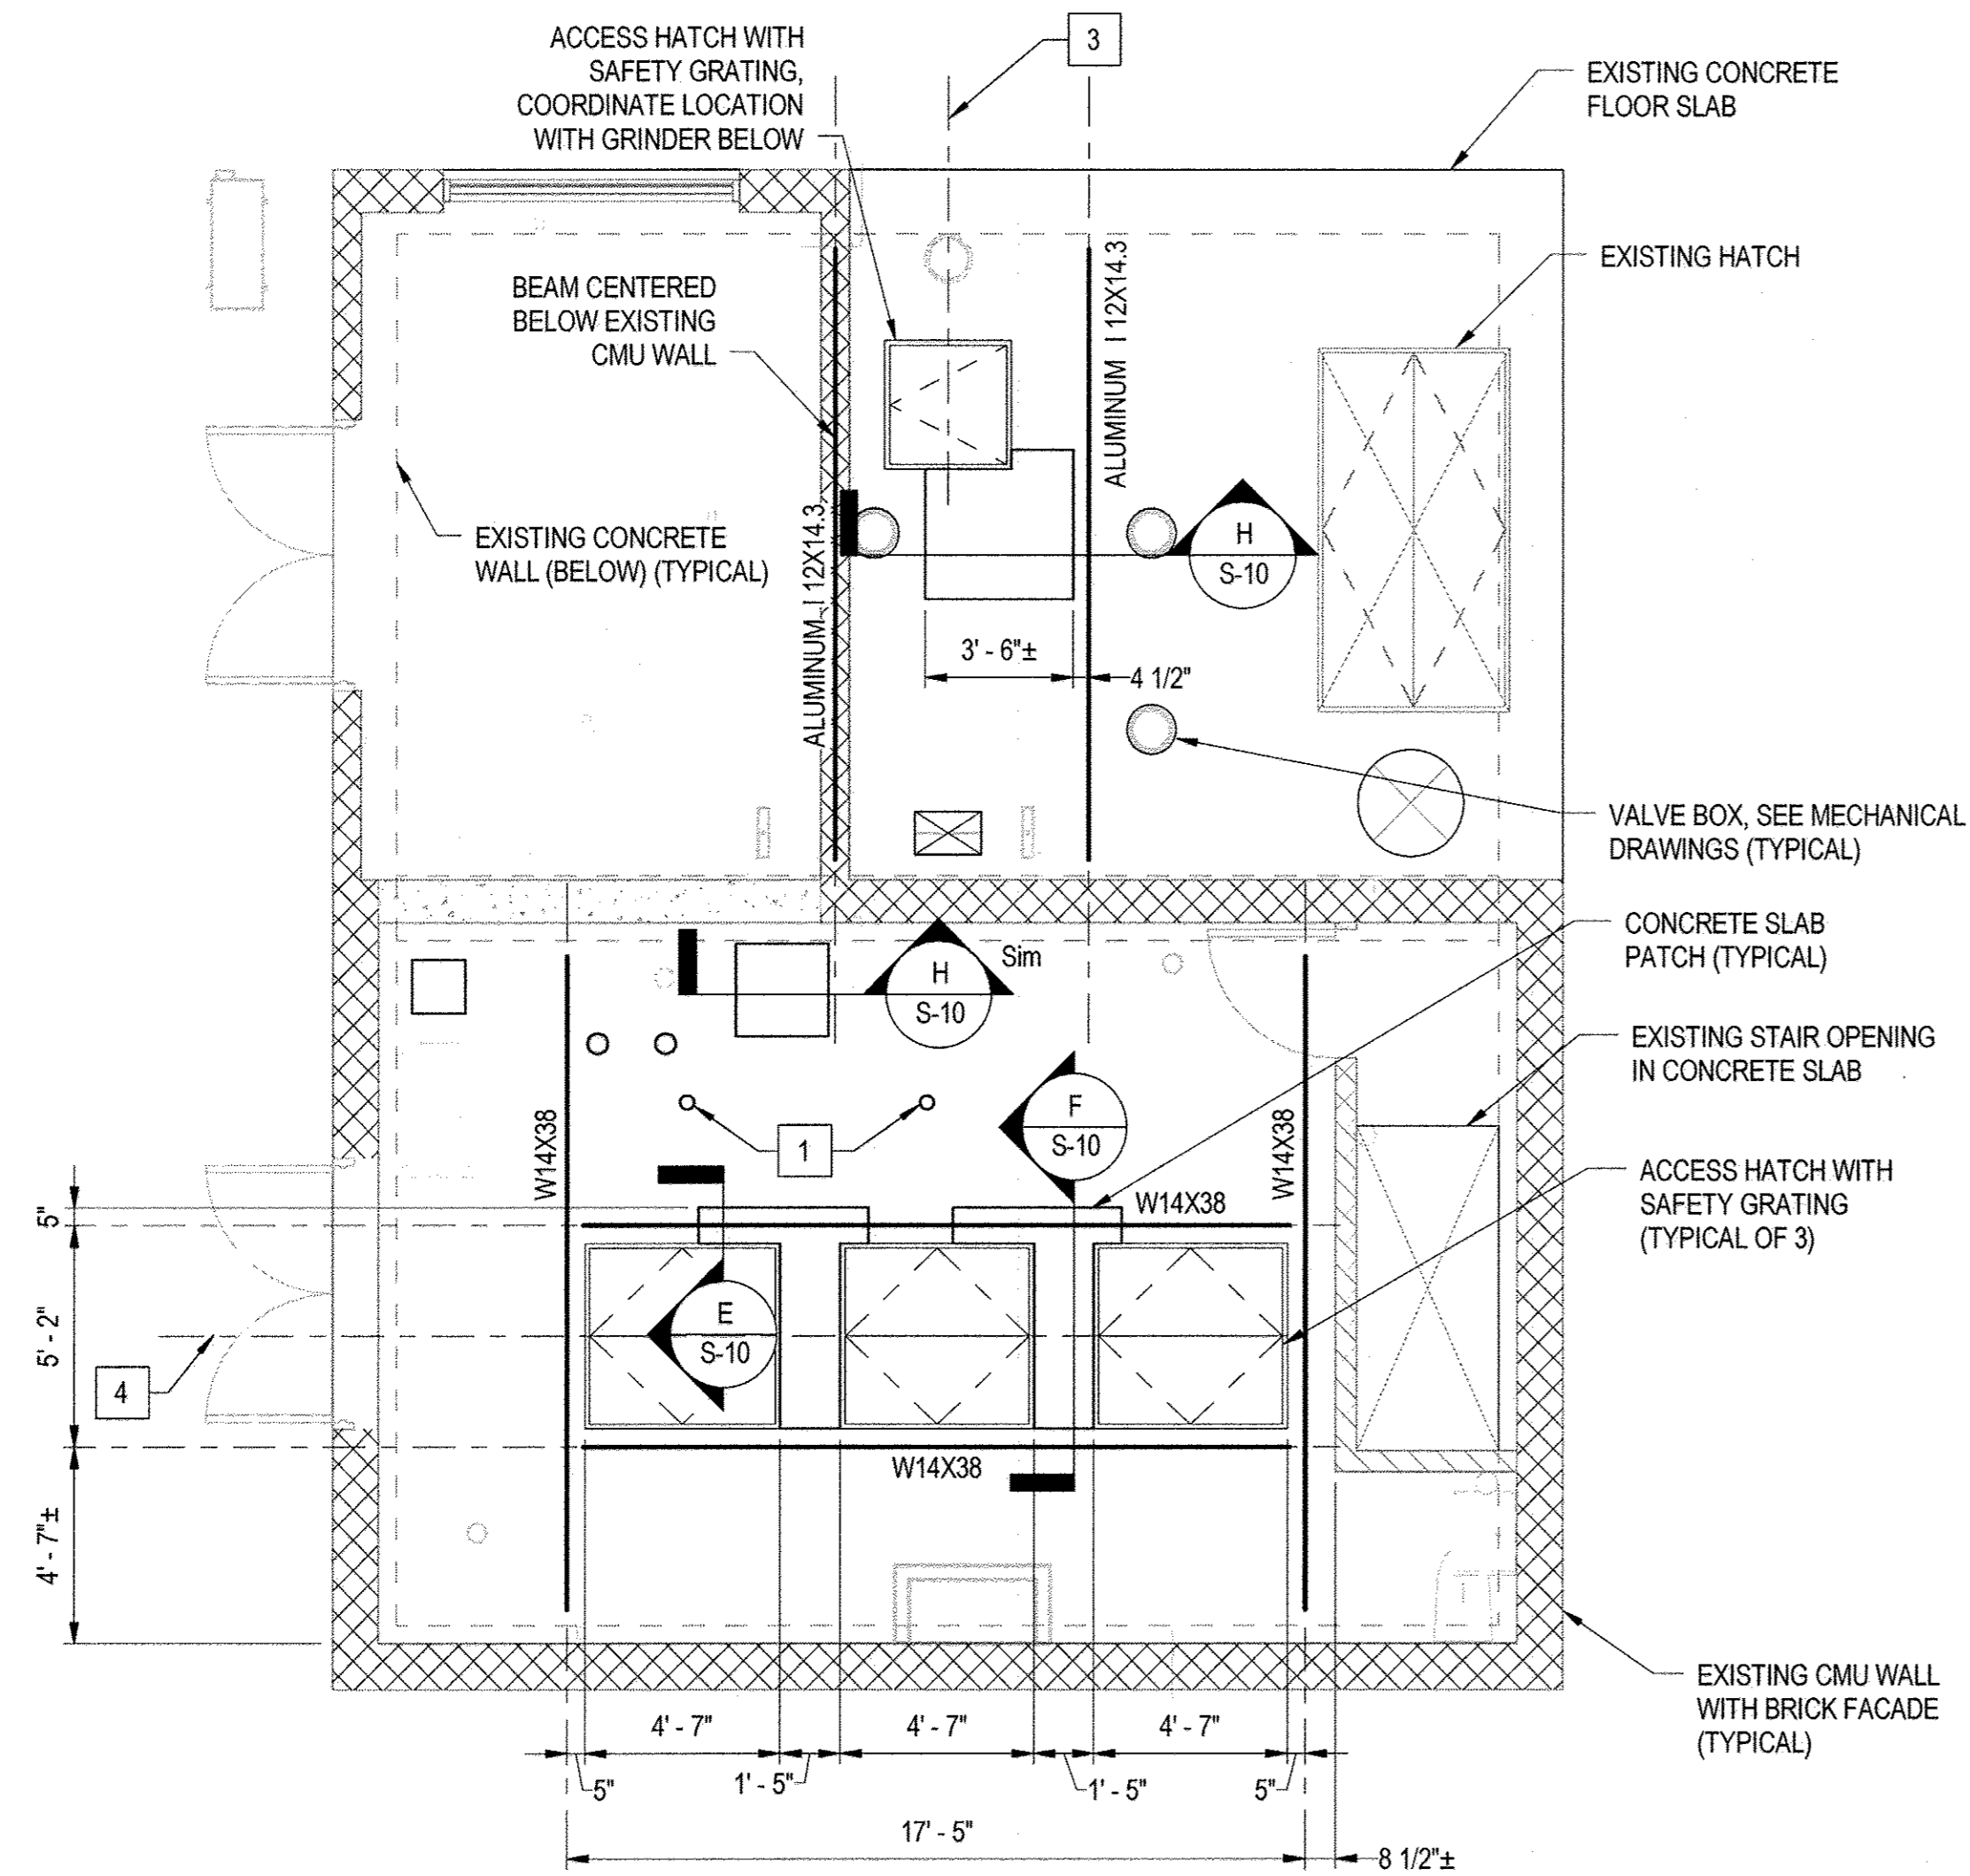 ACCESS HATCH WITH
SAFETY GRATING,
COORDINATE LOCATION
WITH GRINDER BELOW
3
EXISTING CONCRETE
FLOOR SLAB
EXISTING HATCH
BEAM CENTERED
BELOW EXISTING
CMU WALL
ALUMINUM I 12X14.3
ALUMINUM I 12X14.3
EXISTING CONCRETE
WALL (BELOW) (TYPICAL)
H
S-10
3' - 6"±
4 1/2"
VALVE BOX, SEE MECHANICAL
DRAWINGS (TYPICAL)
CONCRETE SLAB
PATCH (TYPICAL)
H
S-10
Sim
EXISTING STAIR OPENING
IN CONCRETE SLAB
W14X38
1
F
S-10
W14X38
W14X38
ACCESS HATCH WITH
SAFETY GRATING
(TYPICAL OF 3)
5"
5' - 2"
4' - 7"±
4
E
S-10
W14X38
EXISTING CMU WALL
WITH BRICK FACADE
(TYPICAL)
4' - 7"
4' - 7"
4' - 7"
5"
1' - 5"
1' - 5"
5"
17' - 5"
8 1/2"±